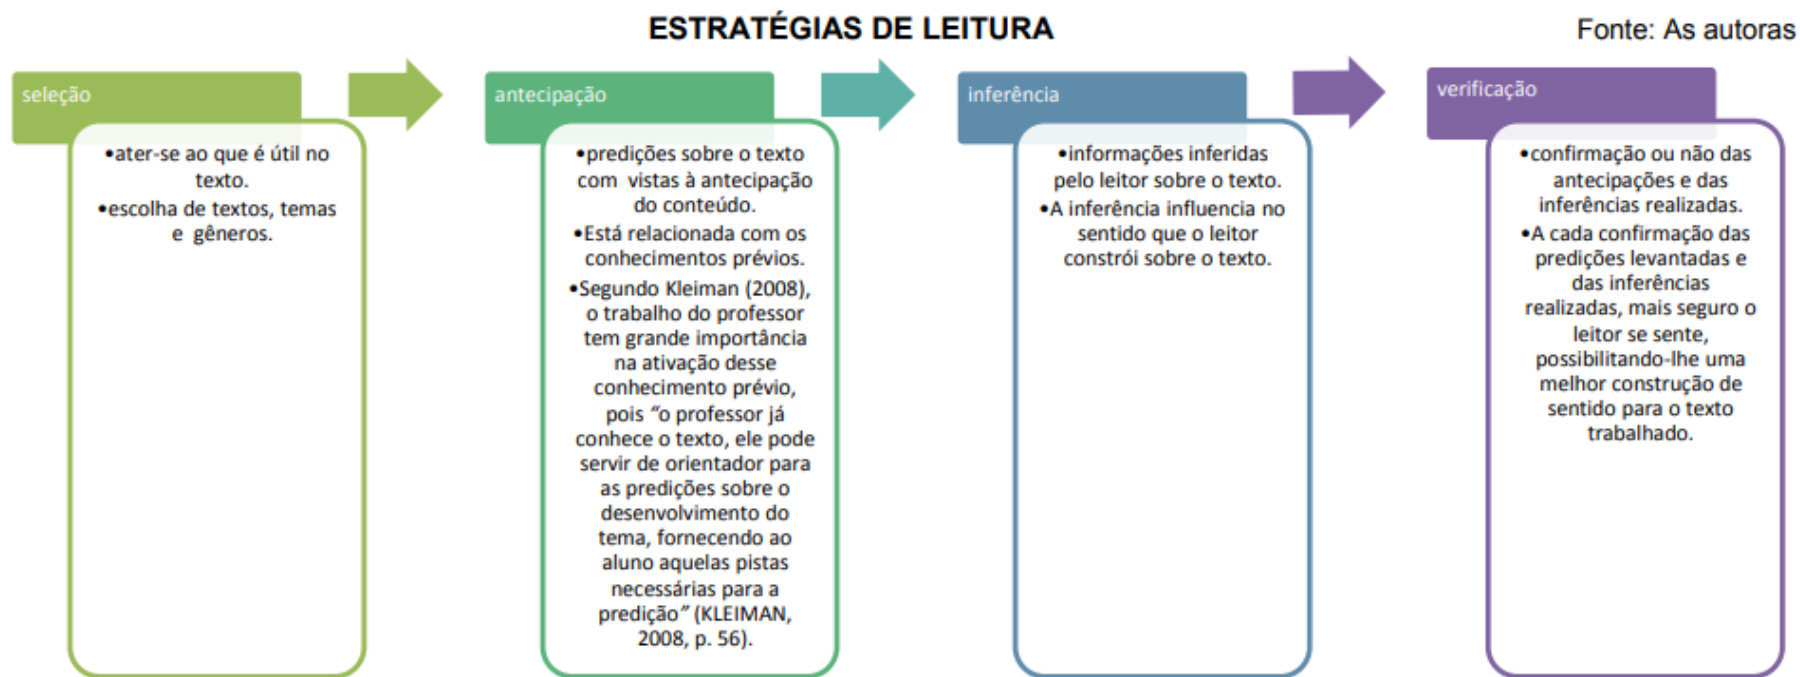 ESTRATÉGIAS DE LEITURA
Fonte: As autoras
seleção
•ater-se ao que é útil no
texto.
•escolha de textos, temas
e gêneros.
antecipação
•predições sobre o texto
com vistas à antecipação
do conteúdo.
•Está relacionada com os
conhecimentos prévios.
•Segundo Kleiman (2008),
o trabalho do professor
tem grande importância
na ativação desse
conhecimento prévio,
pois “o professor já
conhece o texto, ele pode
servir de orientador para
as predições sobre o
desenvolvimento do
tema, fornecendo ao
aluno aquelas pistas
necessárias para a
predição” (KLEIMAN,
2008, p. 56).
inferência
•informações inferidas
pelo leitor sobre o texto.
•A inferência influencia no
sentido que o leitor
constrói sobre o texto.
verificação
•confirmação ou não das
antecipações e das
inferências realizadas.
•A cada confirmação das
predições levantadas e
das inferências
realizadas, mais seguro o
leitor se sente,
possibilitando-lhe uma
melhor construção de
sentido para o texto
trabalhado.